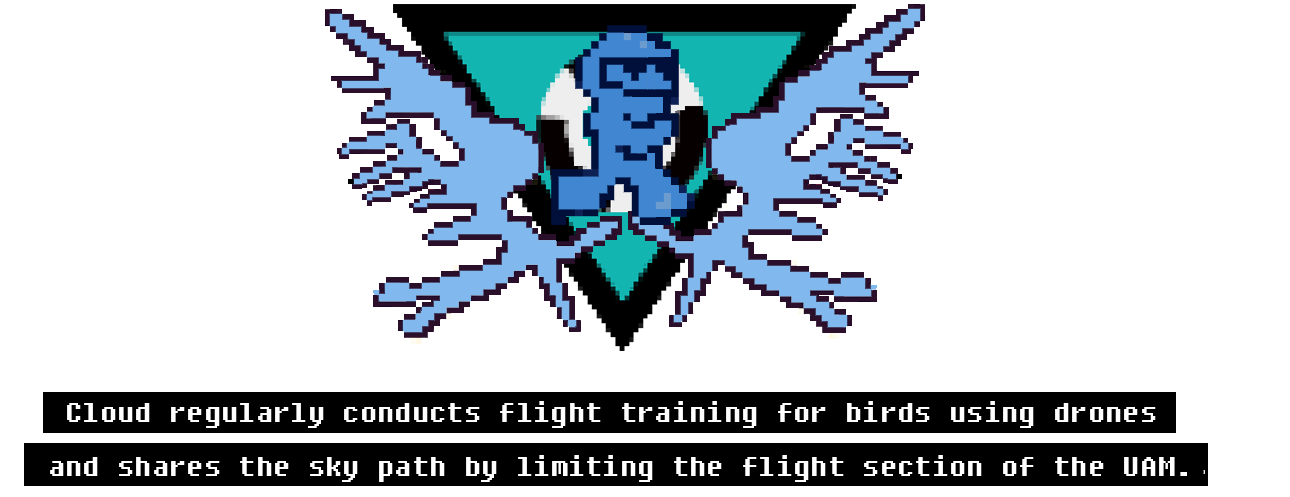 Cloud regularly conducts flight training for birds using drones
and shares the sky path by limiting the flight section of the UAM.